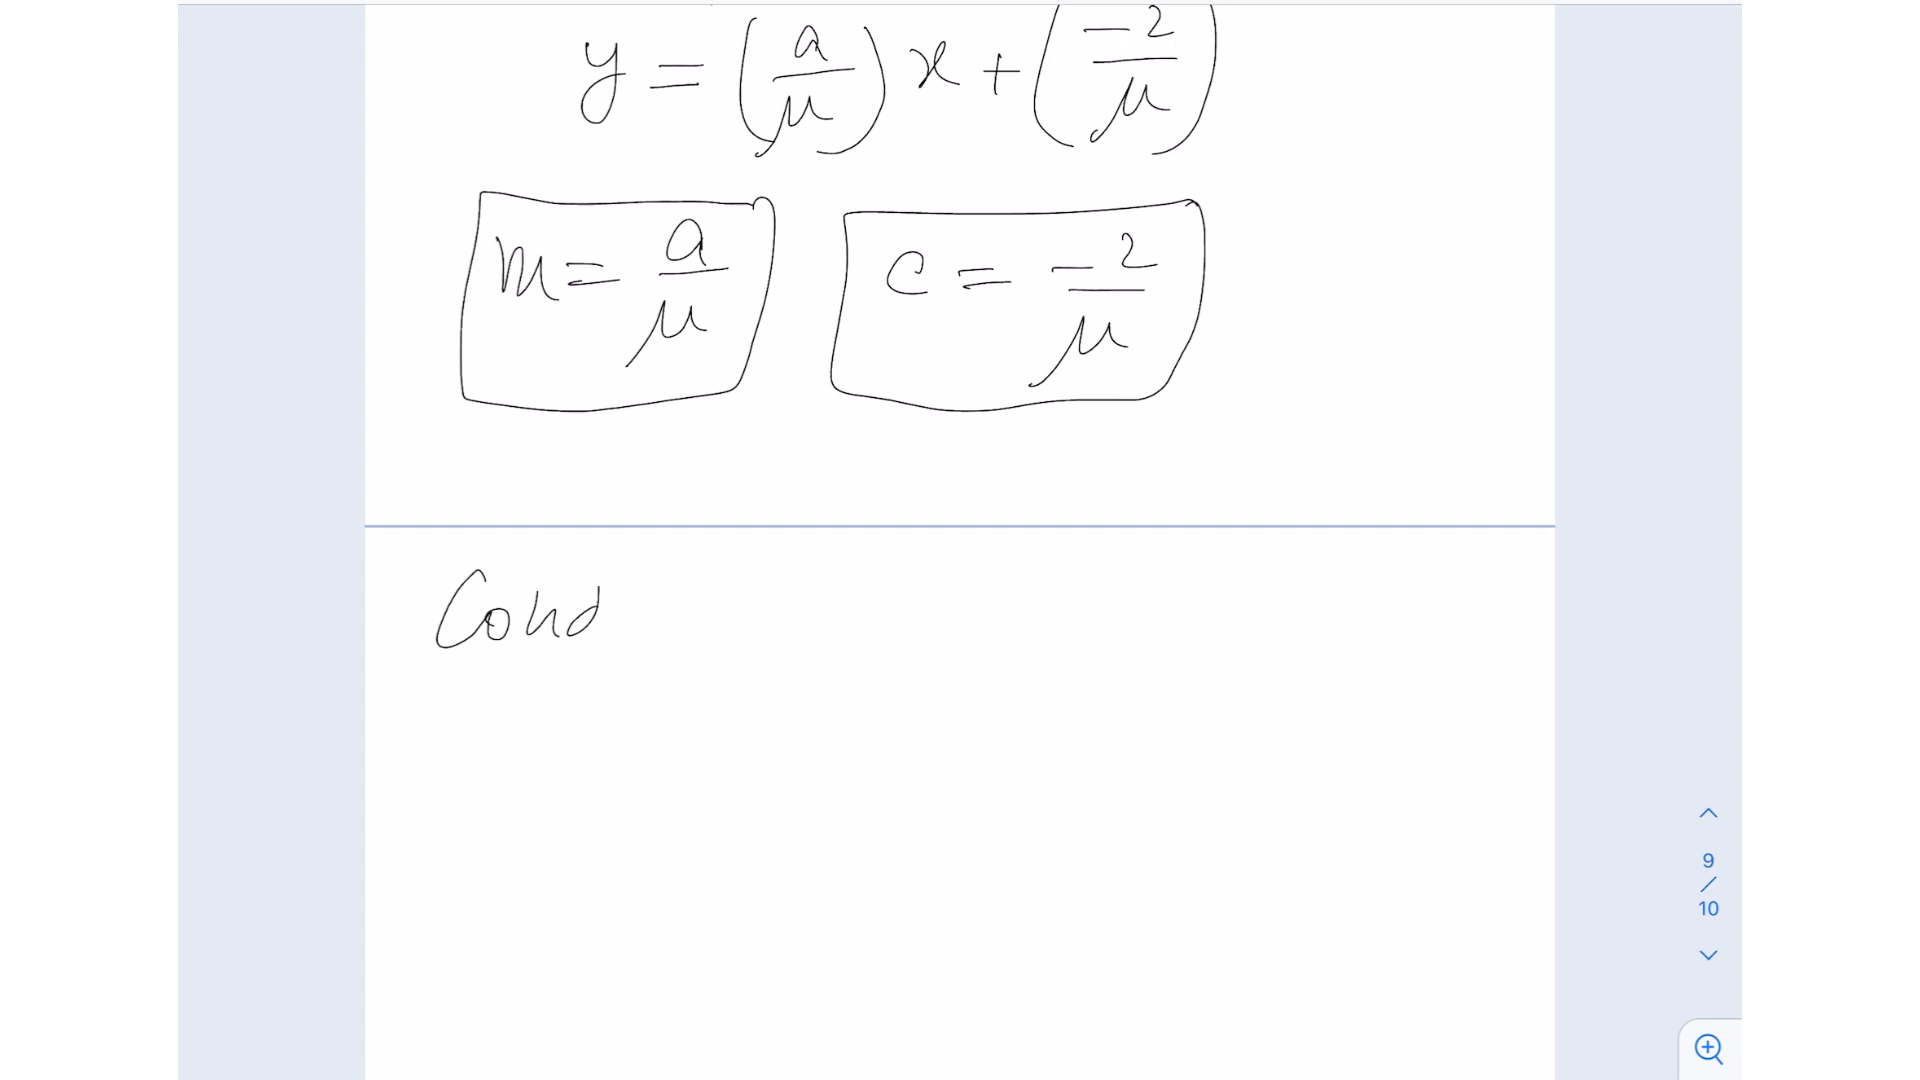 y = (a/μ) x + (-2/μ)
m = a/μ c = -2/μ
Cond
9
/
10